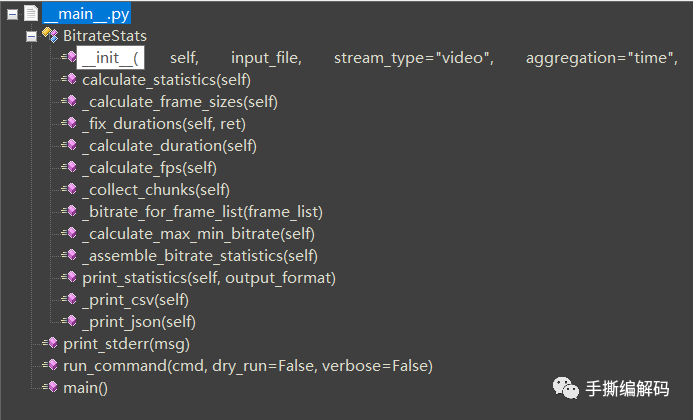 __main__.py
BitrateStats
__init__( self, input_file, stream_type="video", aggregation="time",
calculate_statistics(self)
_calculate_frame_sizes(self)
_fix_durations(self, ret)
_calculate_duration(self)
_calculate_fps(self)
_collect_chunks(self)
_bitrate_for_frame_list(frame_list)
_calculate_max_min_bitrate(self)
_assemble_bitrate_statistics(self)
print_statistics(self, output_format)
_print_csv(self)
_print_json(self)
print_stderr(msg)
run_command(cmd, dry_run=False, verbose=False)
main()
手撕编解码